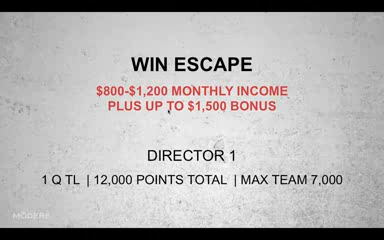 WIN ESCAPE
$800-$1,200 MONTHLY INCOME
PLUS UP TO $1,500 BONUS
DIRECTOR 1
1 Q TL | 12,000 POINTS TOTAL | MAX TEAM 7,000
MODERE